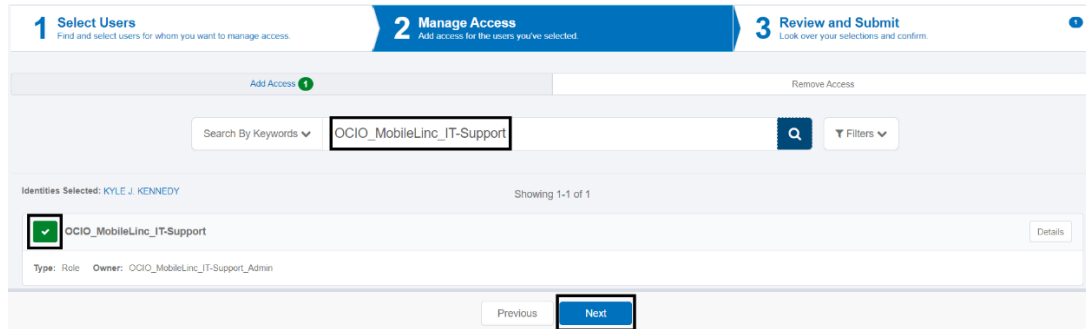 1 Select Users
Find and select users for whom you want to manage access.
2 Manage Access
Add access for the users you've selected.
3 Review and Submit
Look over your selections and confirm.
1
Add Access 1
Remove Access
Search By Keywords
OCIO_MobileLinc_IT-Support
Filters
Identities Selected: KYLE J. KENNEDY
Showing 1-1 of 1
OCIO_MobileLinc_IT-Support
Details
Type: Role Owner: OCIO_MobileLinc_IT-Support_Admin
Previous
Next